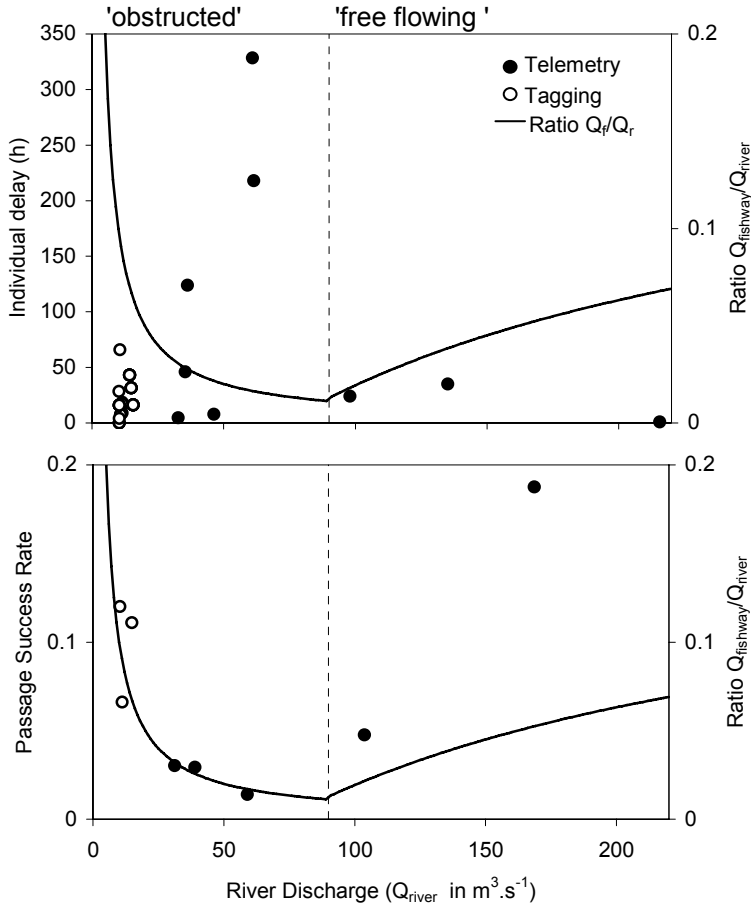 'obstructed' 'free flowing '
350
300
250
200
150
100
50
0
Individual delay (h)
Telemetry
Tagging
Ratio Qf/Qr
0.2
0.1
0
Ratio Qfishway/Qriver
0.2
0.1
0
Passage Success Rate
0.2
0.1
0
Ratio Qfishway/Qriver
0 50 100 150 200
River Discharge (Qriver in m³.s⁻¹)